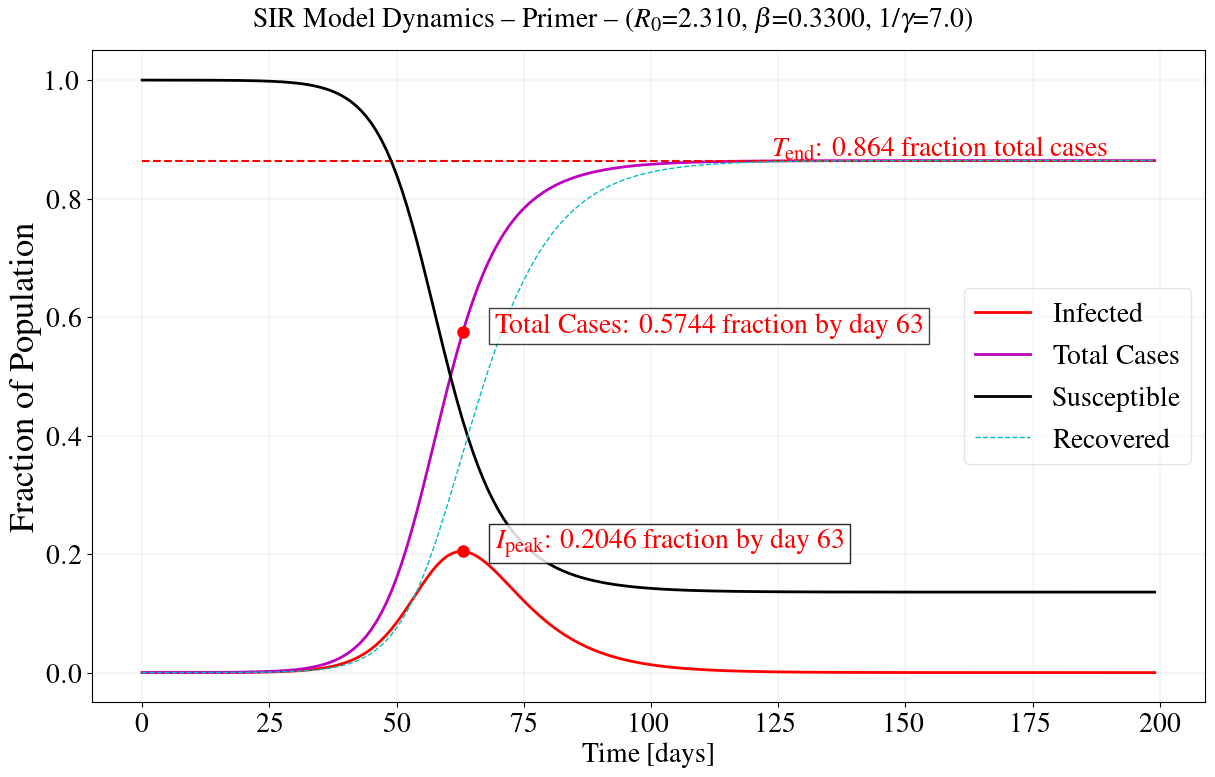 SIR Model Dynamics – Primer – (R₀=2.310, β=0.3300, 1/γ=7.0)
Fraction of Population
1.0
0.8
0.6
0.4
0.2
0.0
T_end: 0.864 fraction total cases
Total Cases: 0.5744 fraction by day 63
I_peak: 0.2046 fraction by day 63
Infected
Total Cases
Susceptible
Recovered
0 25 50 75 100 125 150 175 200
Time [days]